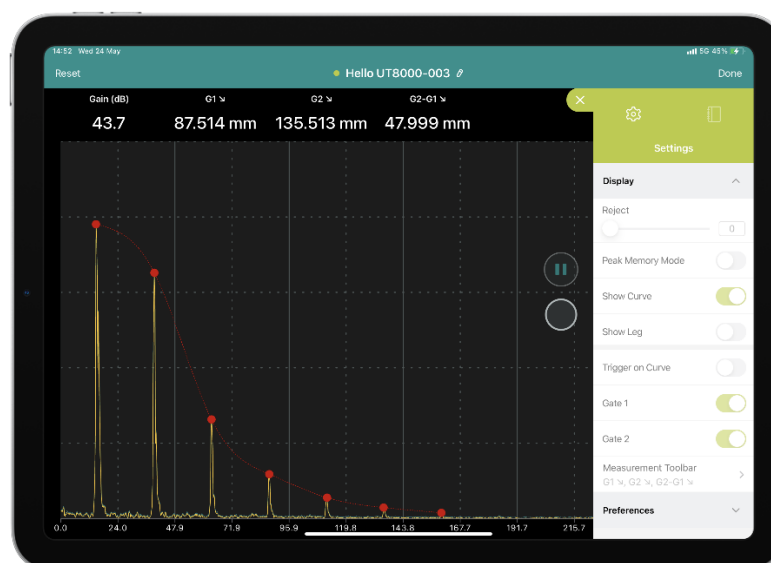 14:52 Wed 24 May
5G 45%
Reset
Hello UT8000-003
Done
Gain (dB)
G1 ↘
G2 ↘
G2-G1 ↘
43.7
87.514 mm
135.513 mm
47.999 mm
Settings
Display
Reject
0
Peak Memory Mode
Show Curve
Show Leg
Trigger on Curve
Gate 1
Gate 2
Measurement Toolbar
G1 ↘, G2 ↘, G2-G1 ↘
Preferences
0.0 24.0 47.9 71.9 95.9 119.8 143.8 167.7 191.7 215.7